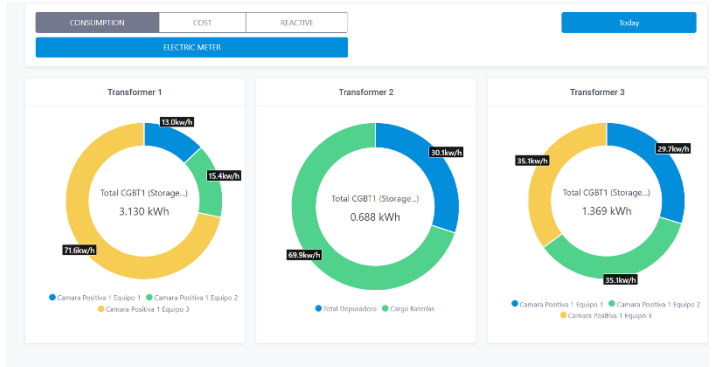 CONSUMPTION COST REACTIVE Today
ELECTRIC METER
Transformer 1
13.0kw/h
15.4kw/h
Total CGBT1 (Storage...)
3.130 kWh
71.6kw/h
Camara Positiva 1 Equipo 1 Camara Positiva 1 Equipo 2
Camara Positiva 1 Equipo 3
Transformer 2
30.1kw/h
Total CGBT1 (Storage...)
0.688 kWh
69.9kw/h
Total Depuradora Carga Baterías
Transformer 3
35.1kw/h
29.7kw/h
Total CGBT1 (Storage...)
1.369 kWh
35.1kw/h
Camara Positiva 1 Equipo 1 Camara Positiva 1 Equipo 2
Camara Positiva 1 Equipo 3